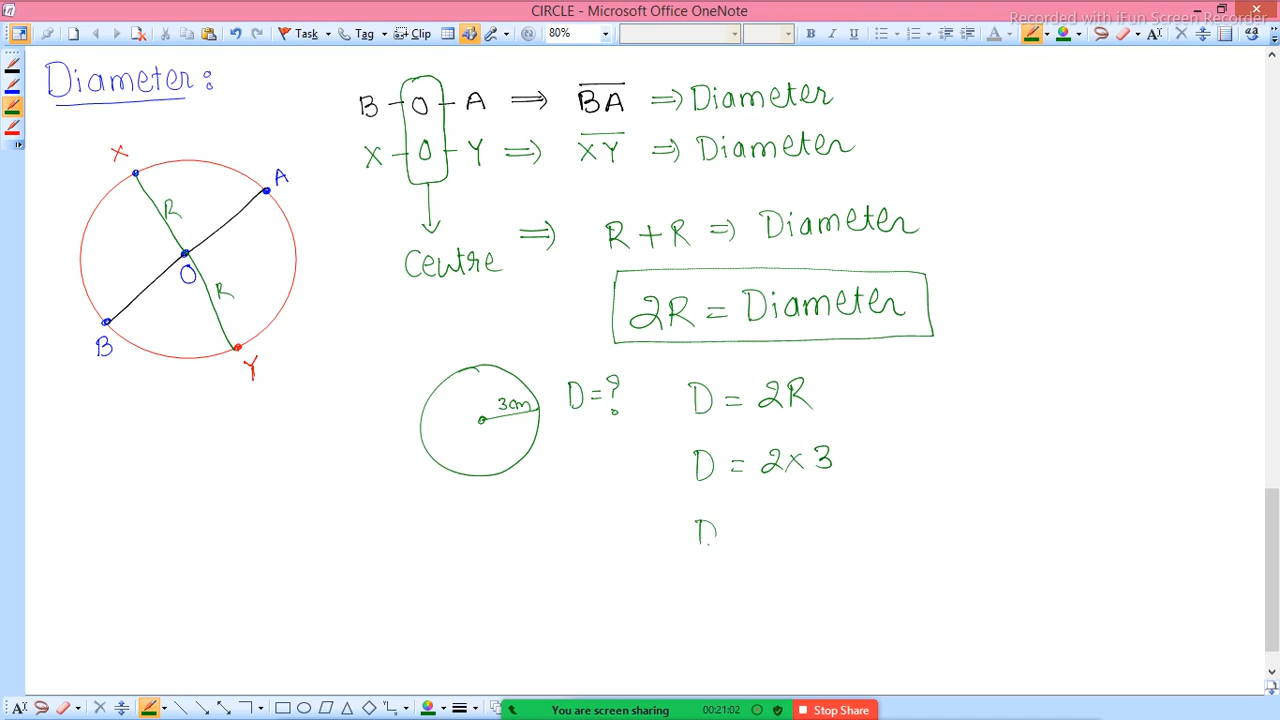 CIRCLE - Microsoft Office OneNote
Recorded with iFun Screen Recorder
Task Tag Clip 80% B I U
Diameter:
B - O - A ⇒ BA ⇒ Diameter
X - O - Y ⇒ XY ⇒ Diameter
Centre ⇒ R + R ⇒ Diameter
2R = Diameter
X
A
R
O
R
B
Y
3cm
D = ?
D = 2R
D = 2 x 3
D
You are screen sharing 00:21:02 Stop Share